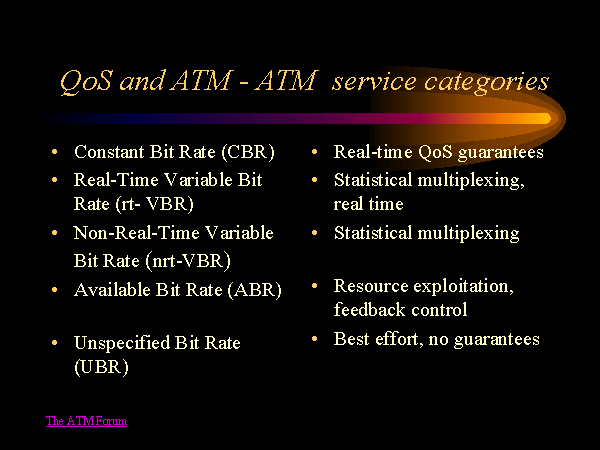 QoS and ATM - ATM  service categories
• Constant Bit Rate (CBR)
• Real-Time Variable Bit
Rate (rt- VBR)
• Non-Real-Time Variable
Bit Rate (nrt-VBR)
• Available Bit Rate (ABR)
• Unspecified Bit Rate
(UBR)
• Real-time QoS guarantees
• Statistical multiplexing,
real time
• Statistical multiplexing
• Resource exploitation,
feedback control
• Best effort, no guarantees
The ATM Forum